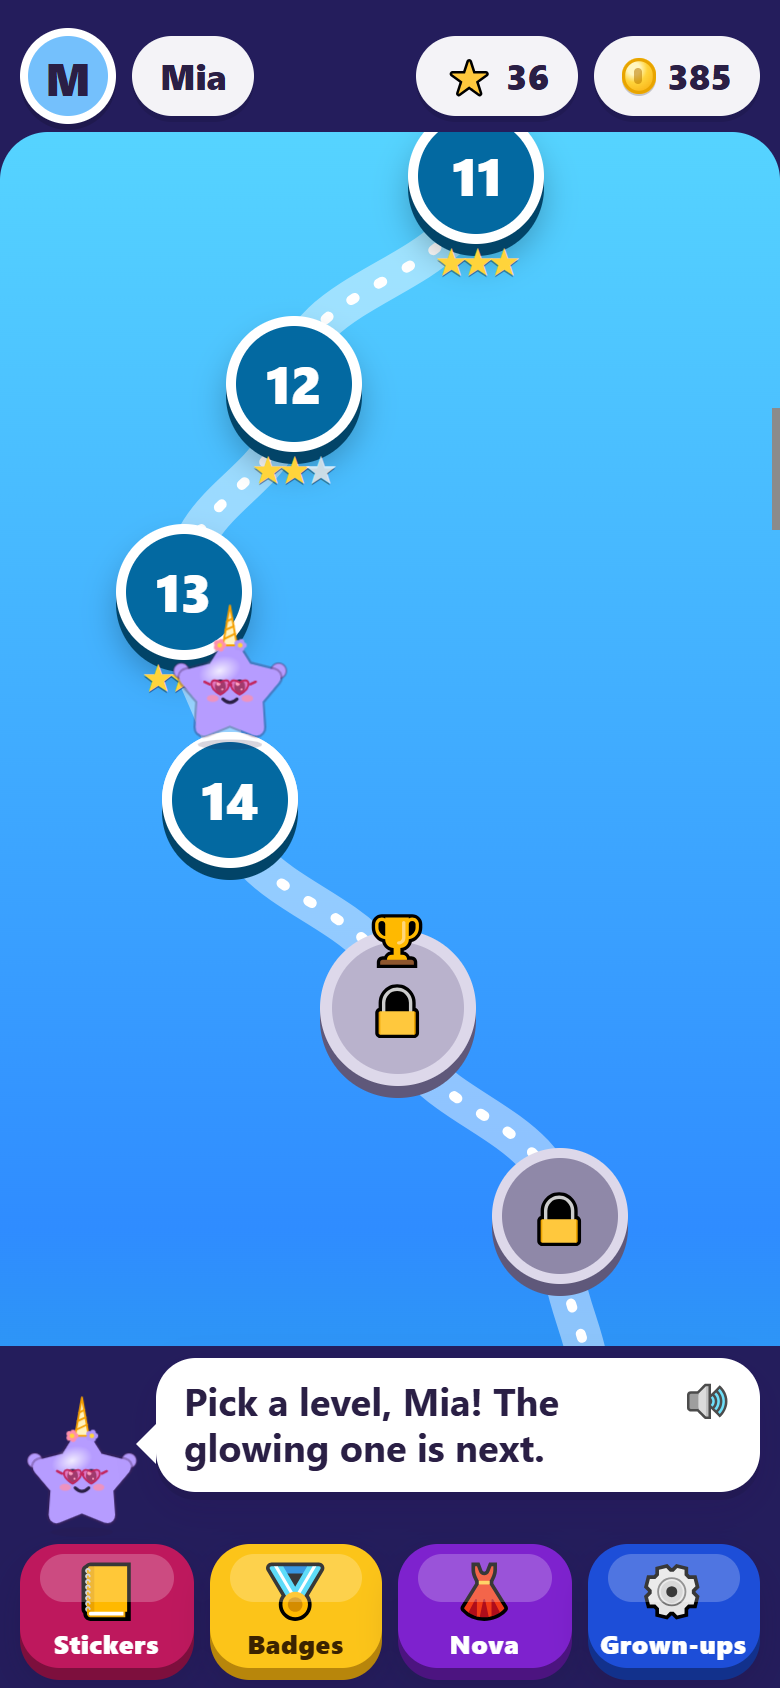 M
Mia
36
385
11
12
13
14
Pick a level, Mia! The
glowing one is next.
Stickers
Badges
Nova
Grown-ups